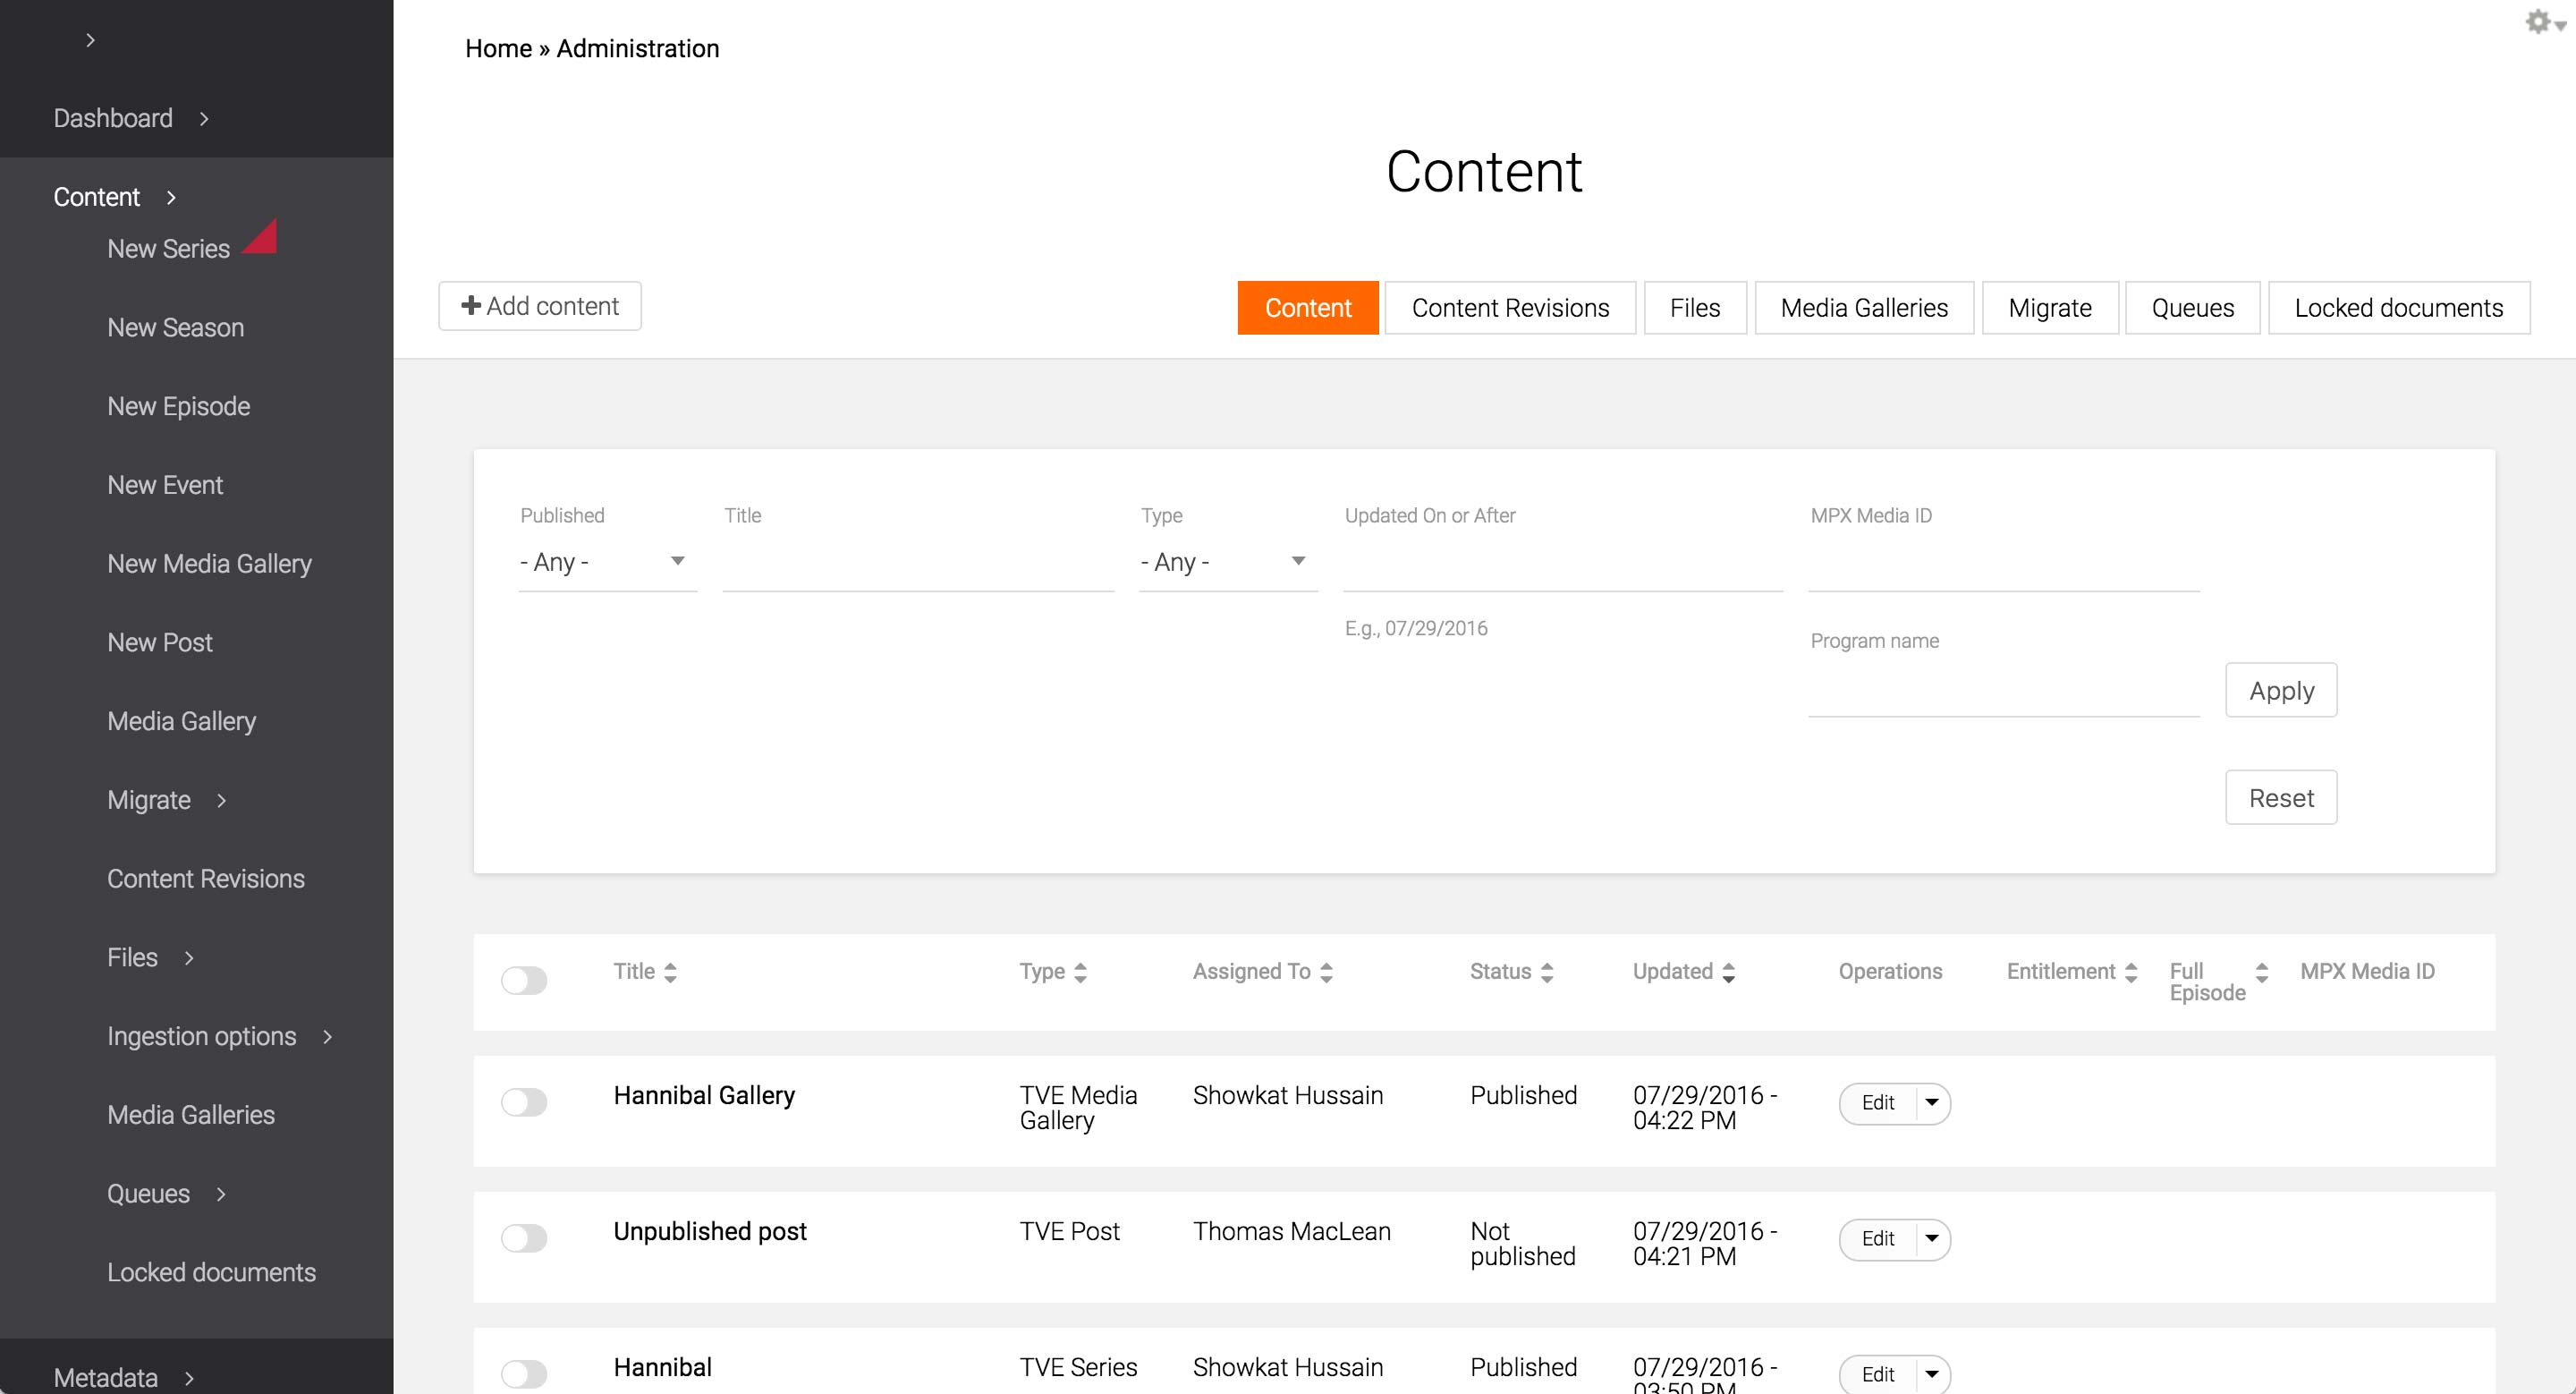 Home » Administration
Dashboard
Content
New Series
New Season
New Episode
New Event
New Media Gallery
New Post
Media Gallery
Migrate
Content Revisions
Files
Ingestion options
Media Galleries
Queues
Locked documents
Metadata
Content
Add content
Content Content Revisions Files Media Galleries Migrate Queues Locked documents
Published Title Type Updated On or After MPX Media ID
- Any - - Any -
E.g., 07/29/2016
Program name
Apply
Reset
Title Type Assigned To Status Updated Operations Entitlement Full MPX Media ID
Episode
Hannibal Gallery TVE Media Showkat Hussain Published 07/29/2016 - Edit
Gallery 04:22 PM
Unpublished post TVE Post Thomas MacLean Not 07/29/2016 - Edit
published 04:21 PM
Hannibal TVE Series Showkat Hussain Published 07/29/2016 - Edit
03:50 PM